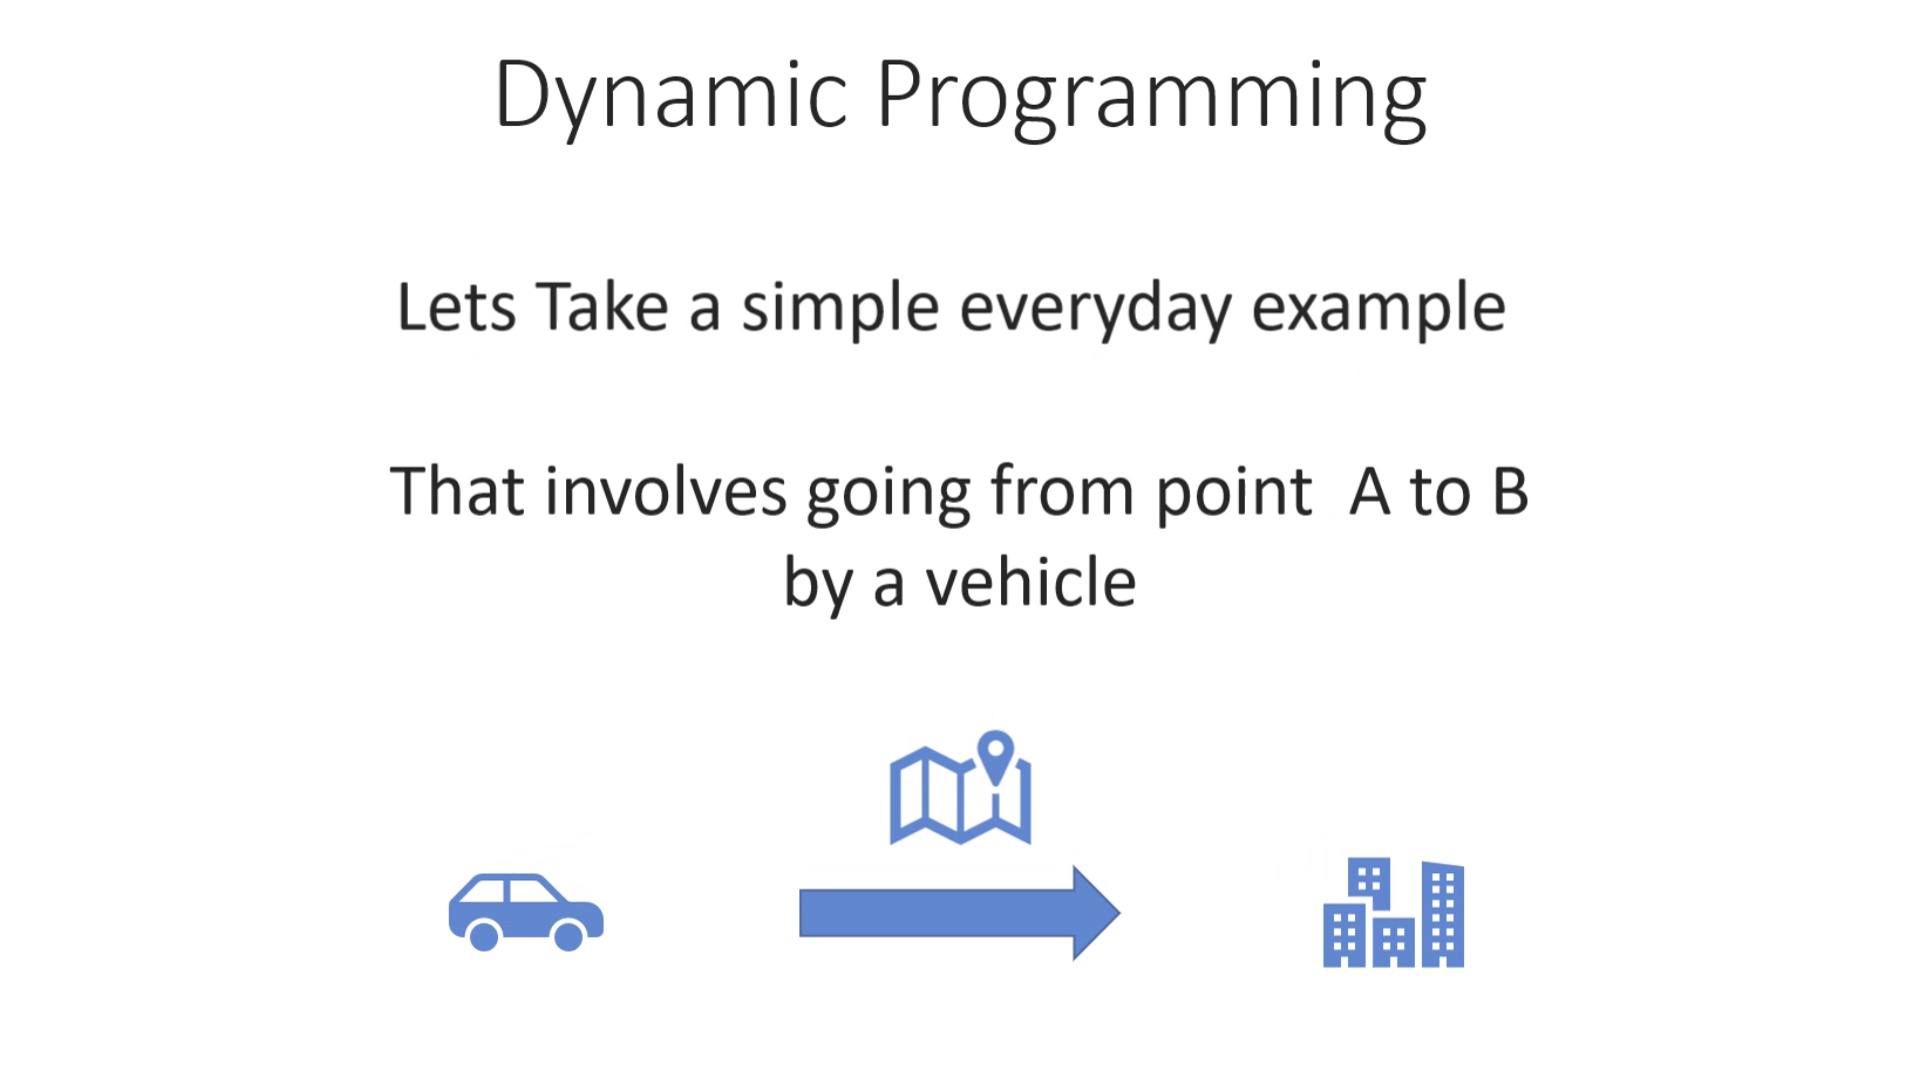 Dynamic Programming
Lets Take a simple everyday example
That involves going from point  A to B
by a vehicle